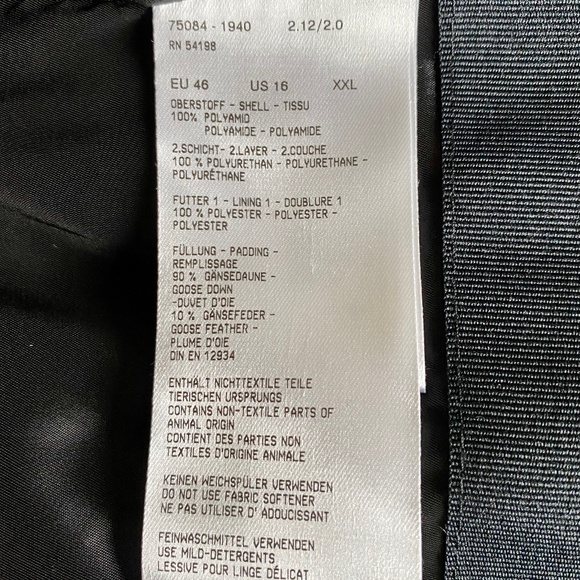 75084 - 1940 2.12/2.0
RN 54198
EU 46 US 16 XXL
OBERSTOFF - SHELL - TISSU
100% POLYAMID
POLYAMIDE - POLYAMIDE
2.SCHICHT- 2.LAYER - 2.COUCHE
100 % POLYURETHAN - POLYURETHANE -
POLYURÉTHANE
FUTTER 1 - LINING 1 - DOUBLURE 1
100 % POLYESTER - POLYESTER -
POLYESTER
FÜLLUNG - PADDING -
REMPLISSAGE
90 % GÄNSEDAUNE -
GOOSE DOWN
-DUVET D'OIE
10 % GÄNSEFEDER -
GOOSE FEATHER -
PLUME D'OIE
DIN EN 12934
ENTHÄLT NICHTTEXTILE TEILE
TIERISCHEN URSPRUNGS
CONTAINS NON-TEXTILE PARTS OF
ANIMAL ORIGIN
CONTIENT DES PARTIES NON
TEXTILES D'ORIGINE ANIMALE
KEINEN WEICHSPÜLER VERWENDEN
DO NOT USE FABRIC SOFTENER
NE PAS UTILISER D' ADOUCISSANT
FEINWASCHMITTEL VERWENDEN
USE MILD-DETERGENTS
LESSIVE POUR LINGE DÉLICAT